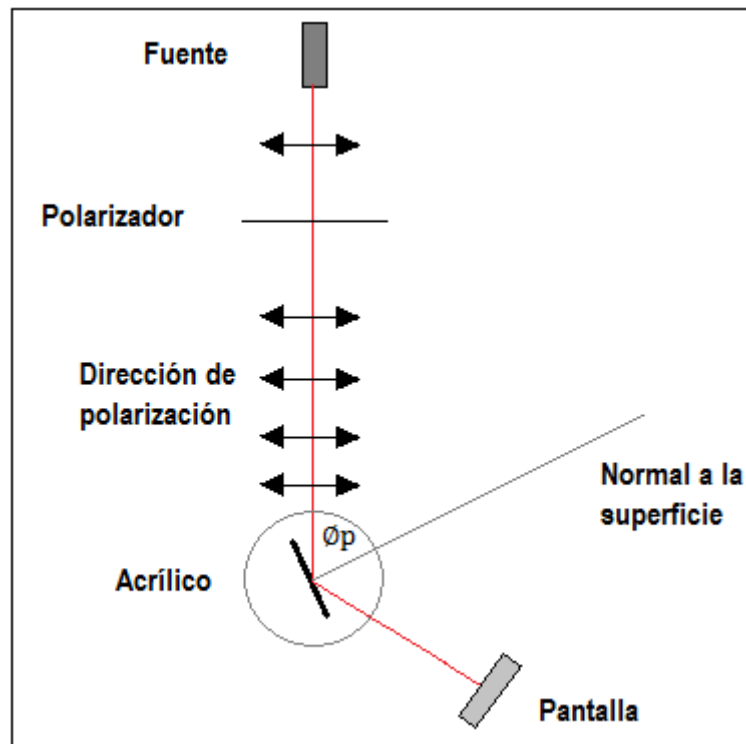 Fuente
Polarizador
Dirección de
polarización
Normal a la
superficie
Øp
Acrílico
Pantalla